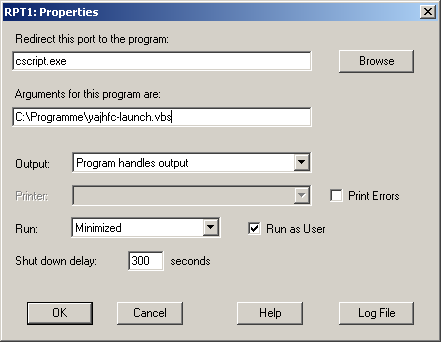 RPT1: Properties
Redirect this port to the program:
cscript.exe
Browse
Arguments for this program are:
C:\Programme\yajhfc-launch.vbs
Output: Program handles output
Printer: Print Errors
Run: Minimized Run as User
Shut down delay: 300 seconds
OK Cancel Help Log File